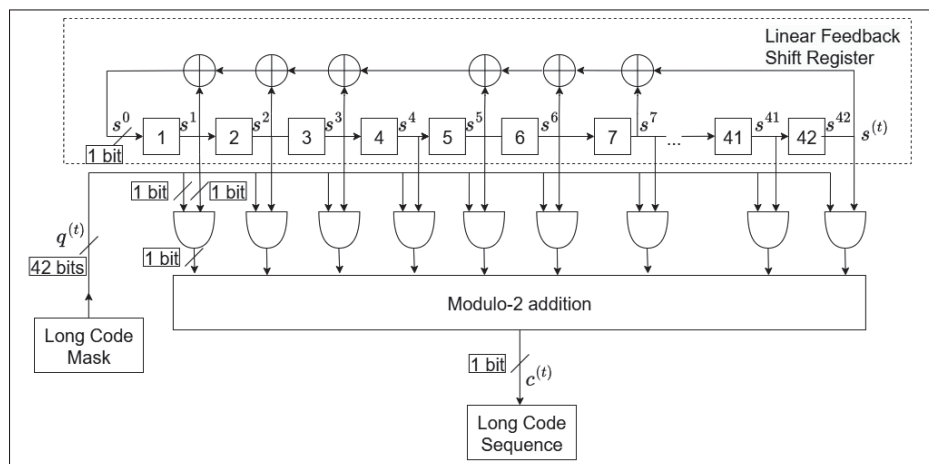 Linear Feedback
Shift Register
s^0 1 s^1 2 s^2 3 s^3 4 s^4 5 s^5 6 s^6 7 s^7 ... 41 s^41 42 s^42 s^(t)
1 bit
1 bit 1 bit
q^(t)
42 bits
1 bit
Modulo-2 addition
Long Code
Mask
1 bit
c^(t)
Long Code
Sequence